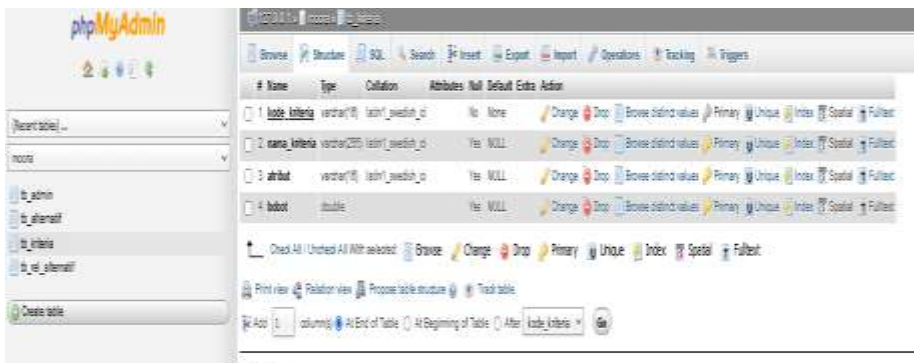 phpMyAdmin
(Recent tables) ...
moora
tb_admin
tb_alternatif
tb_kriteria
tb_rel_alternatif
Create table
127.0.0.1 » moora » tb_kriteria
Browse Structure SQL Search Insert Export Import Operations Tracking Triggers
# Name Type Collation Attributes Null Default Extra Action
1 kode_kriteria varchar(16) latin1_swedish_ci No None Change Drop Browse distinct values Primary Unique Index Spatial Fulltext
2 nama_kriteria varchar(255) latin1_swedish_ci Yes NULL Change Drop Browse distinct values Primary Unique Index Spatial Fulltext
3 atribut varchar(16) latin1_swedish_ci Yes NULL Change Drop Browse distinct values Primary Unique Index Spatial Fulltext
4 bobot double Yes NULL Change Drop Browse distinct values Primary Unique Index Spatial Fulltext
Check All / Uncheck All With selected: Browse Change Drop Primary Unique Index Spatial Fulltext
Print view Relation view Propose table structure Track table
Add 1 column(s) At End of Table At Beginning of Table After kode_kriteria Go